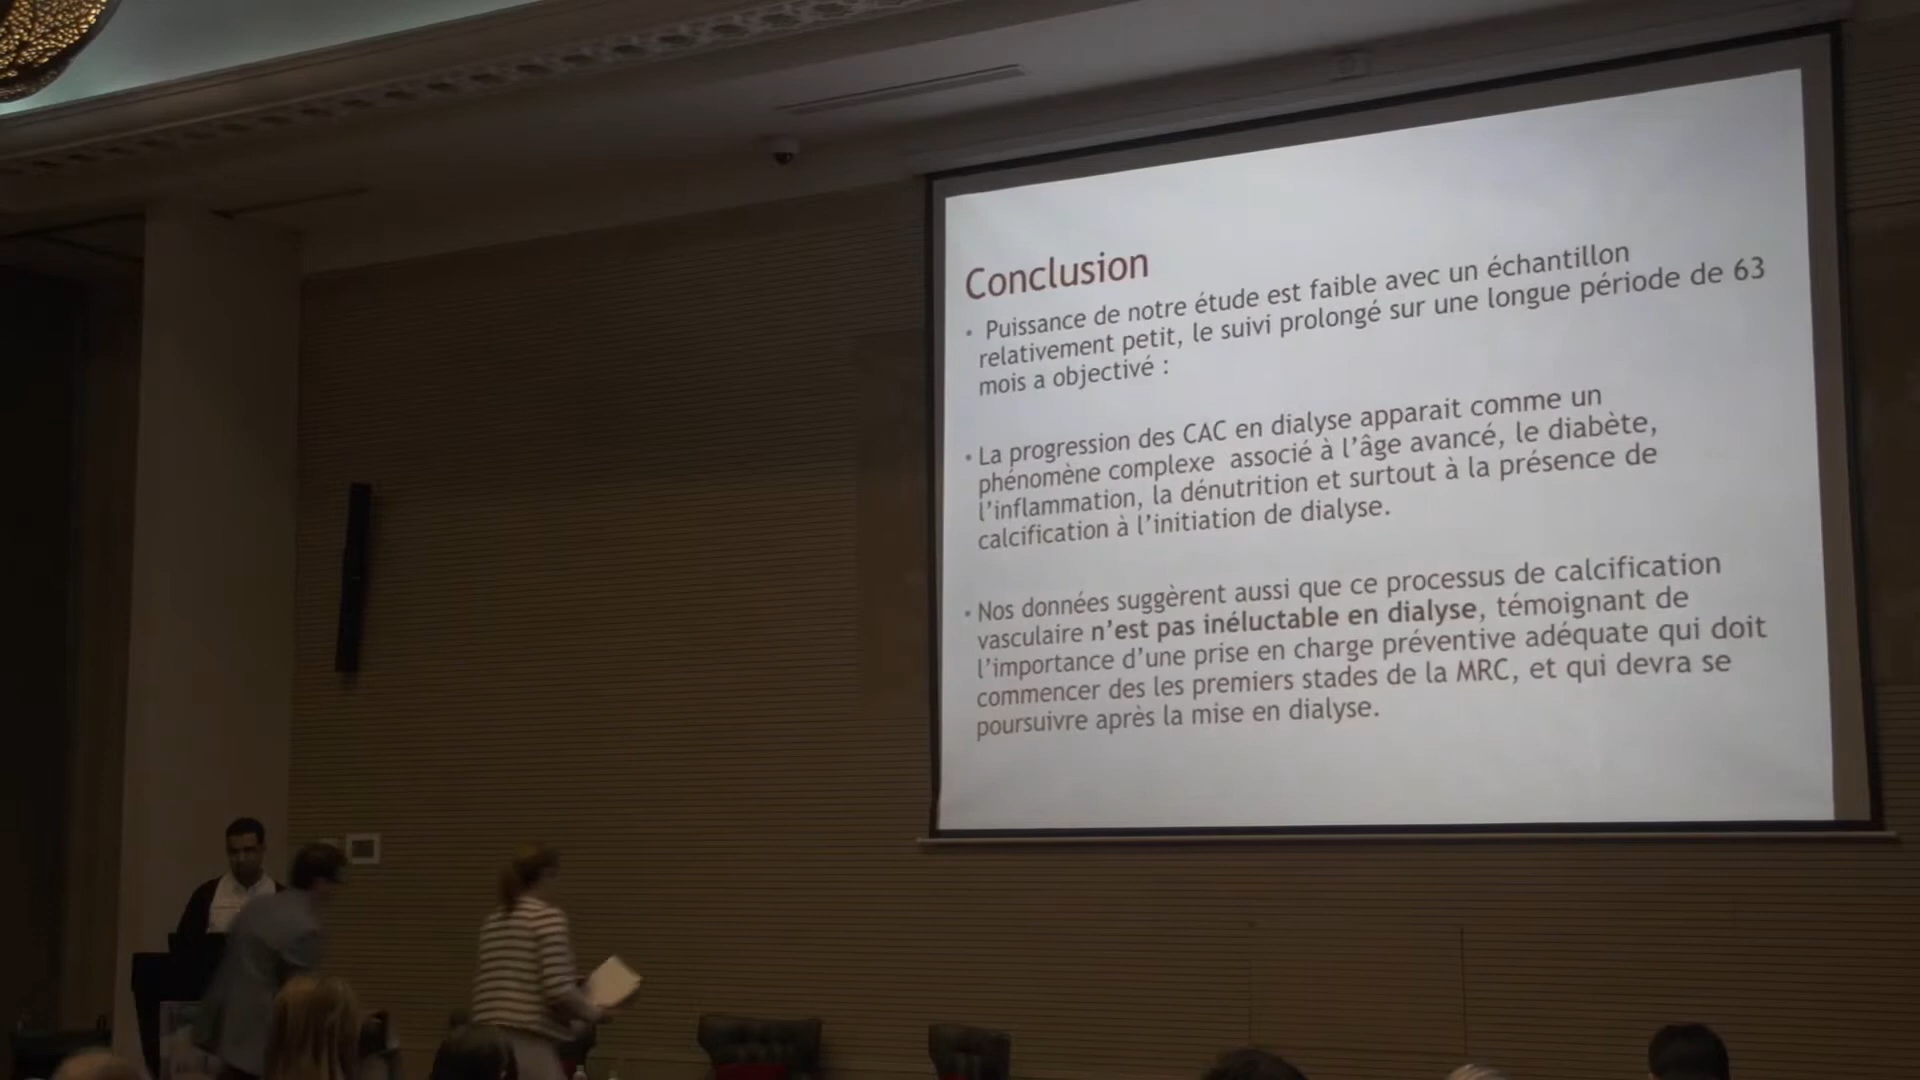 Conclusion
• Puissance de notre étude est faible avec un échantillon
relativement petit, le suivi prolongé sur une longue période de 63
mois a objectivé :
• La progression des CAC en dialyse apparait comme un
phénomène complexe associé à l’âge avancé, le diabète,
l’inflammation, la dénutrition et surtout à la présence de
calcification à l’initiation de dialyse.
• Nos données suggèrent aussi que ce processus de calcification
vasculaire n’est pas inéluctable en dialyse, témoignant de
l’importance d’une prise en charge préventive adéquate qui doit
commencer des les premiers stades de la MRC, et qui devra se
poursuivre après la mise en dialyse.